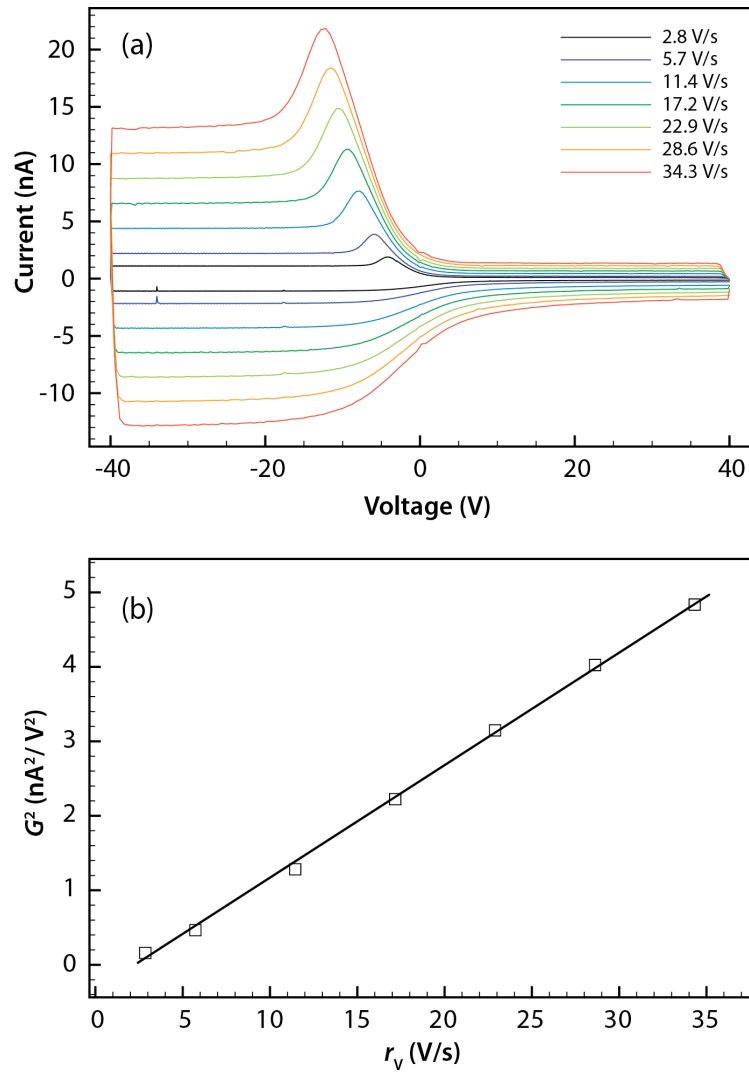 (a)
2.8 V/s
5.7 V/s
11.4 V/s
17.2 V/s
22.9 V/s
28.6 V/s
34.3 V/s
20
15
10
5
0
-5
-10
Current (nA)
-40
-20
0
20
40
Voltage (V)
(b)
5
4
3
2
1
0
G² (nA²/ V²)
0
5
10
15
20
25
30
35
rᵥ (V/s)